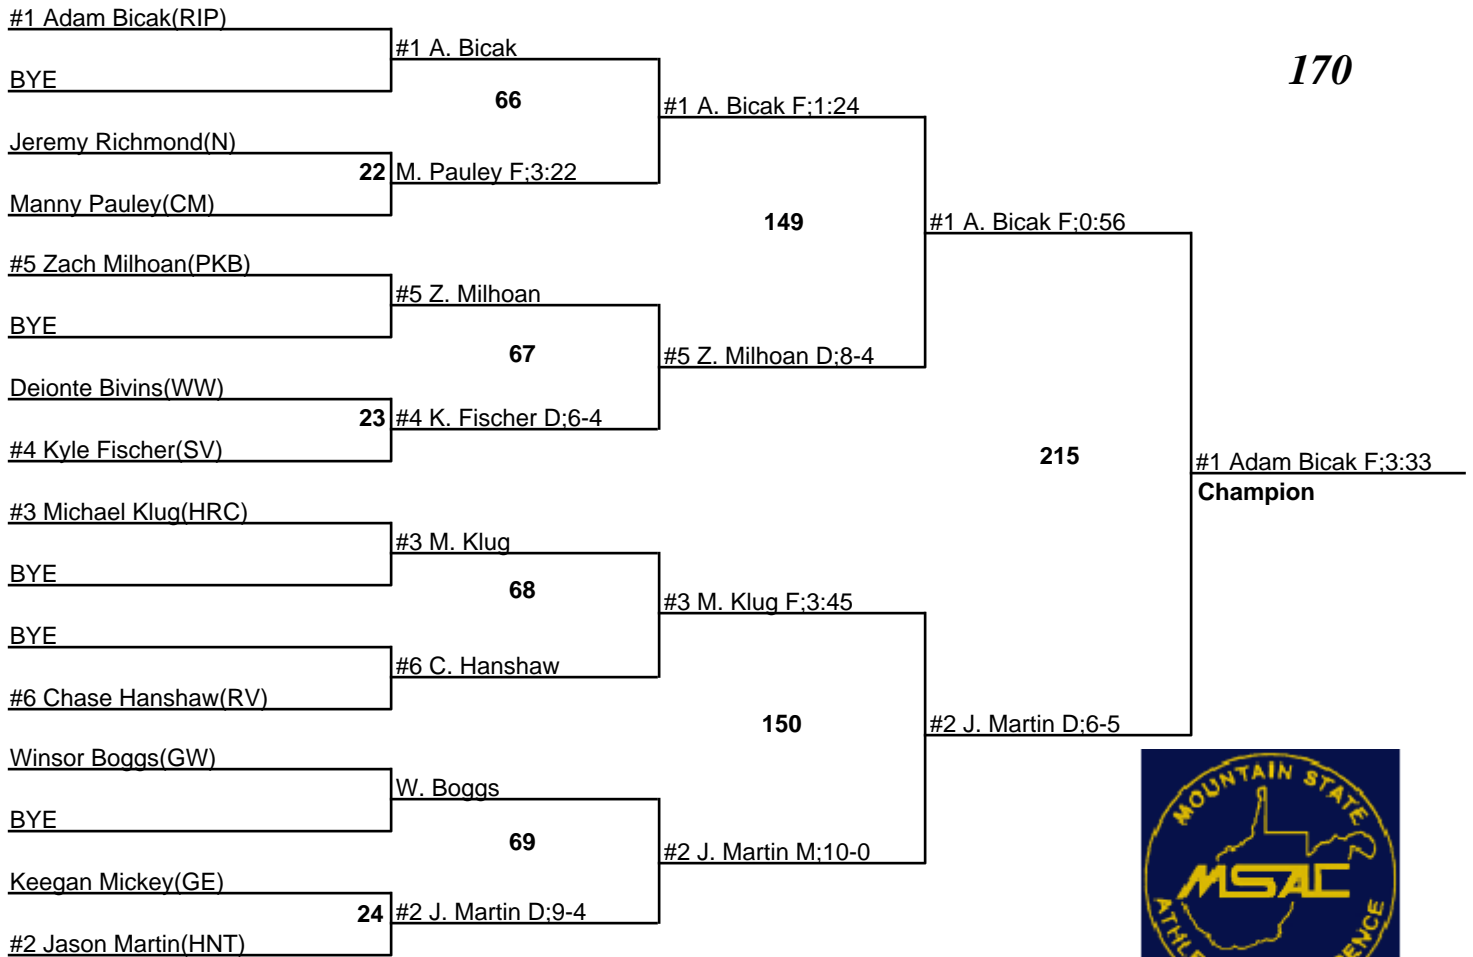 #1 Adam Bicak(RIP)
#1 A. Bicak
BYE
66
#1 A. Bicak F;1:24
170
Jeremy Richmond(N)
22 M. Pauley F;3:22
Manny Pauley(CM)
149
#1 A. Bicak F;0:56
#5 Zach Milhoan(PKB)
#5 Z. Milhoan
BYE
67
#5 Z. Milhoan D;8-4
Deionte Bivins(WW)
23 #4 K. Fischer D;6-4
#4 Kyle Fischer(SV)
215
#1 Adam Bicak F;3:33
Champion
#3 Michael Klug(HRC)
#3 M. Klug
BYE
68
#3 M. Klug F;3:45
BYE
#6 C. Hanshaw
#6 Chase Hanshaw(RV)
150
#2 J. Martin D;6-5
Winsor Boggs(GW)
W. Boggs
BYE
69
#2 J. Martin M;10-0
Keegan Mickey(GE)
24 #2 J. Martin D;9-4
#2 Jason Martin(HNT)
MOUNTAIN STATE
MSAC